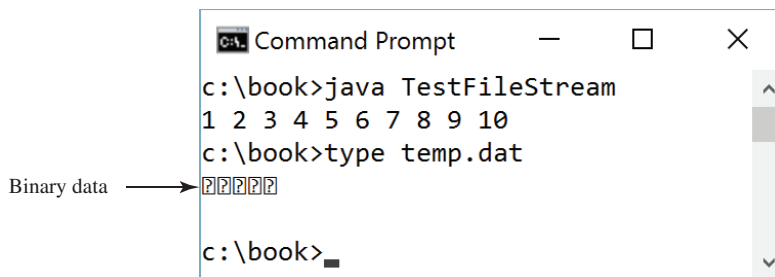 Command Prompt
c:\book>java TestFileStream
1 2 3 4 5 6 7 8 9 10
c:\book>type temp.dat
Binary data
⍰⍰⍰⍰⍰
c:\book>